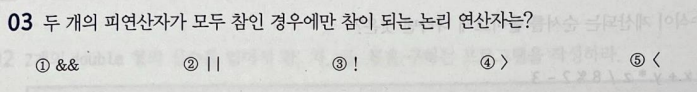 03 두 개의 피연산자가 모두 참인 경우에만 참이 되는 논리 연산자는?
① && ② || ③ ! ④ > ⑤ <